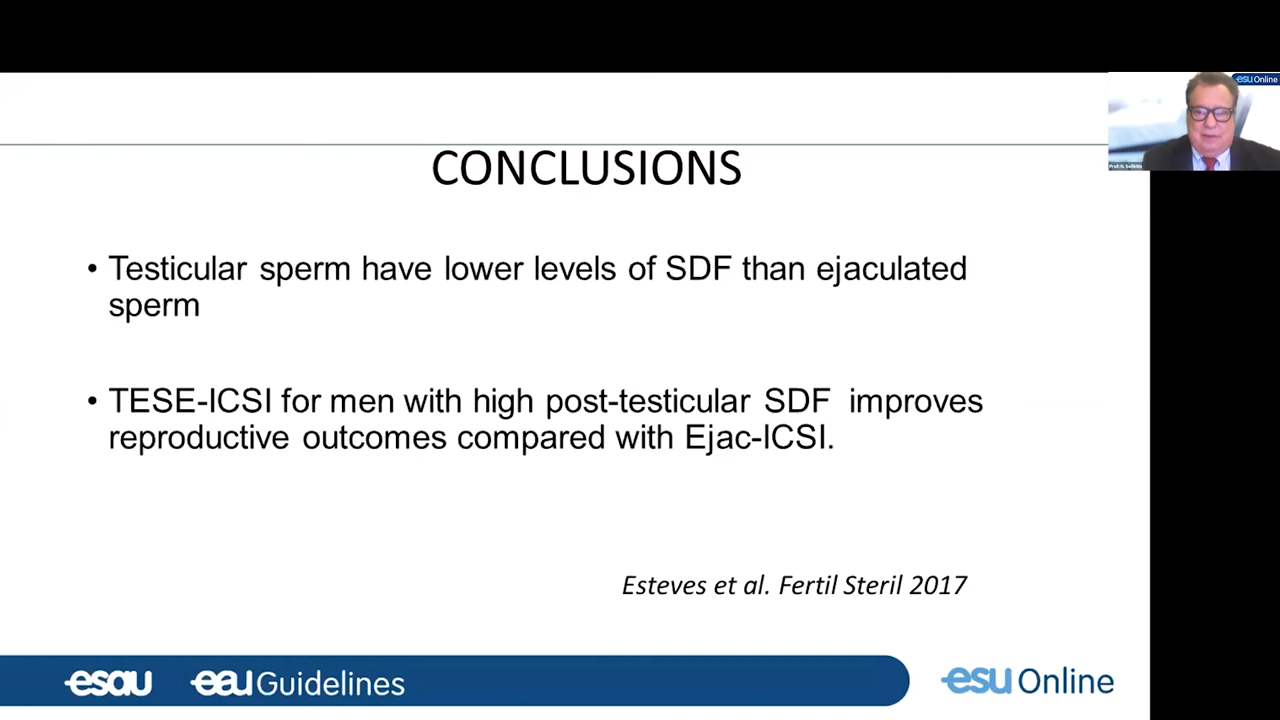 esu Online
CONCLUSIONS
• Testicular sperm have lower levels of SDF than ejaculated
sperm
• TESE-ICSI for men with high post-testicular SDF improves
reproductive outcomes compared with Ejac-ICSI.
Esteves et al. Fertil Steril 2017
esau eau Guidelines esu Online